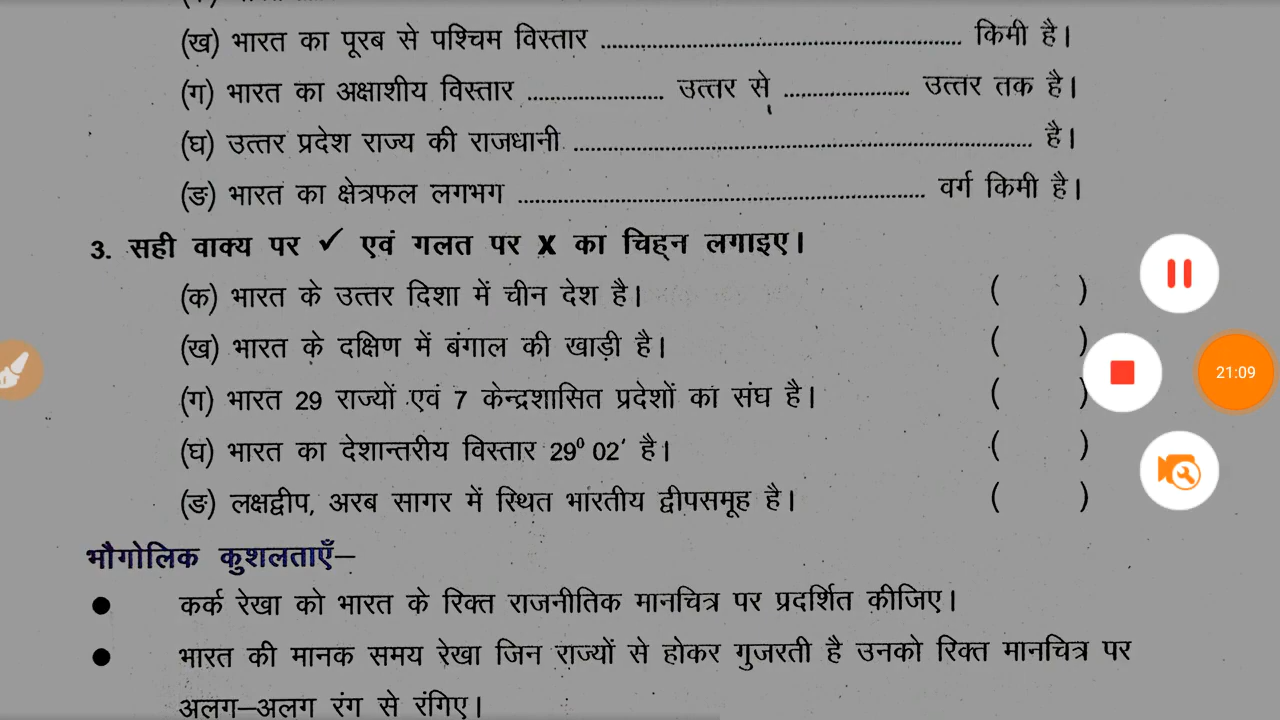 (ख) भारत का पूरब से पश्चिम विस्तार ........................................ किमी है।
(ग) भारत का अक्षाशीय विस्तार ............... उत्तर से ............... उत्तर तक है।
(घ) उत्तर प्रदेश राज्य की राजधानी .................................................. है।
(ङ) भारत का क्षेत्रफल लगभग ............................................. वर्ग किमी है।
3. सही वाक्य पर ✓ एवं गलत पर X का चिह्न लगाइए।
(क) भारत के उत्तर दिशा में चीन देश है। ( )
(ख) भारत के दक्षिण में बंगाल की खाड़ी है। ( )
(ग) भारत 29 राज्यों एवं 7 केन्द्रशासित प्रदेशों का संघ है। ( )
21:09
(घ) भारत का देशान्तरीय विस्तार 29⁰ 02′ है। ( )
(ङ) लक्षद्वीप, अरब सागर में स्थित भारतीय द्वीपसमूह है। ( )
भौगोलिक कुशलताएँ–
● कर्क रेखा को भारत के रिक्त राजनीतिक मानचित्र पर प्रदर्शित कीजिए।
● भारत की मानक समय रेखा जिन राज्यों से होकर गुजरती है उनको रिक्त मानचित्र पर
अलग–अलग रंग से रंगिए।